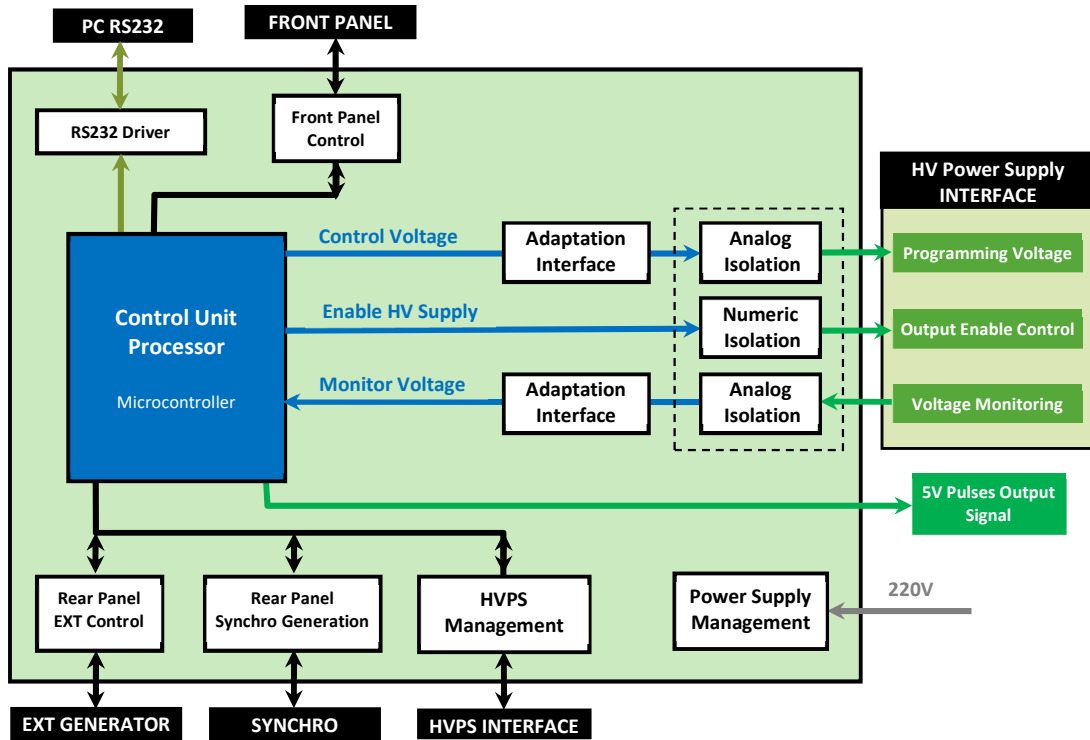 PC RS232
FRONT PANEL
RS232 Driver
Front Panel
Control
HV Power Supply
INTERFACE
Control Voltage
Adaptation
Interface
Analog
Isolation
Programming Voltage
Control Unit
Processor
Microcontroller
Enable HV Supply
Numeric
Isolation
Output Enable Control
Monitor Voltage
Adaptation
Interface
Analog
Isolation
Voltage Monitoring
5V Pulses Output
Signal
Rear Panel
EXT Control
Rear Panel
Synchro Generation
HVPS
Management
Power Supply
Management
220V
EXT GENERATOR
SYNCHRO
HVPS INTERFACE